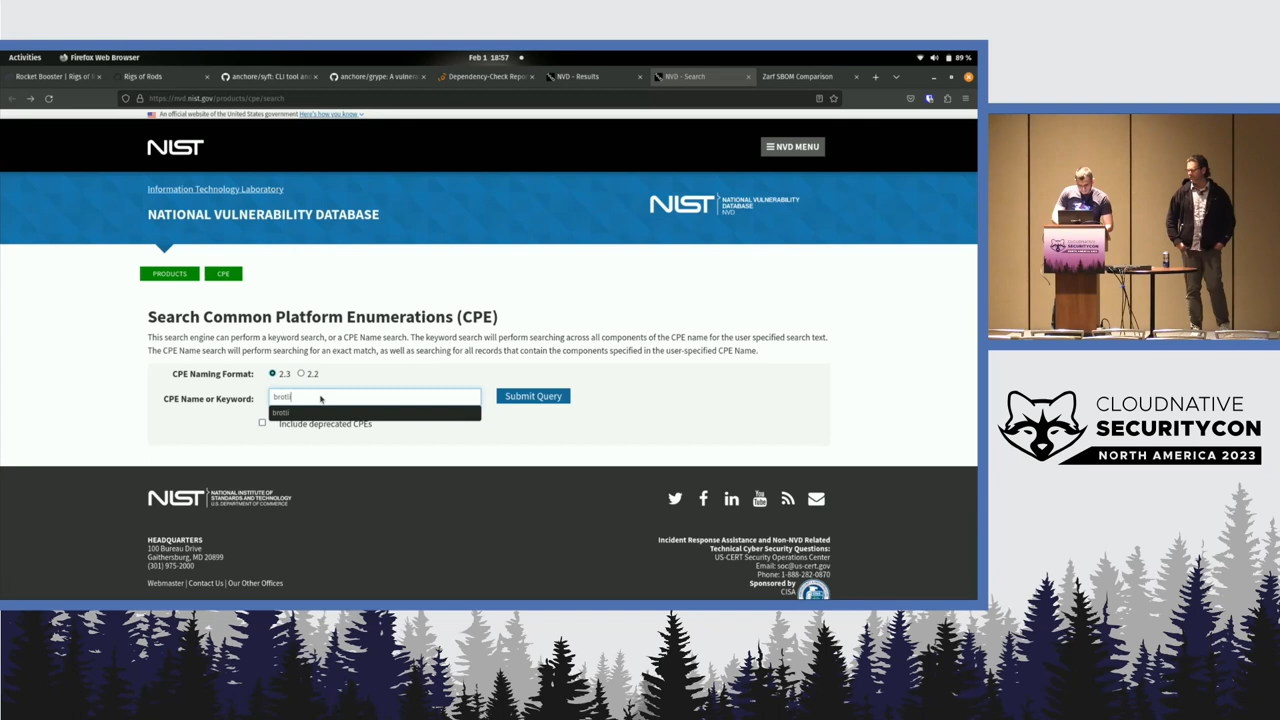 Activities
Firefox Web Browser
Feb 1 18:57
89 %
Rocket Booster | Rigs of R
Rigs of Rods
anchore/syft: CLI tool an
anchore/grype: A vulnera
Dependency-Check Repo
NVD - Results
NVD - Search
Zarf SBOM Comparison
https://nvd.nist.gov/products/cpe/search
An official website of the United States government Here's how you know
NIST
NVD MENU
Information Technology Laboratory
NATIONAL VULNERABILITY DATABASE
NIST
NATIONAL VULNERABILITY
DATABASE
NVD
PRODUCTS
CPE
Search Common Platform Enumerations (CPE)
This search engine can perform a keyword search, or a CPE Name search. The keyword search will perform searching across all components of the CPE name for the user specified search text.
The CPE Name search will perform searching for an exact match, as well as searching for all records that contain the components specified in the user-specified CPE Name.
CPE Naming Format:
2.3
2.2
CPE Name or Keyword:
brotli
Submit Query
brotli
Include deprecated CPEs
NIST
NATIONAL INSTITUTE OF
STANDARDS AND TECHNOLOGY
U.S. DEPARTMENT OF COMMERCE
You
Tube
HEADQUARTERS
100 Bureau Drive
Gaithersburg, MD 20899
(301) 975-2000
Webmaster | Contact Us | Our Other Offices
Incident Response Assistance and Non-NVD Related
Technical Cyber Security Questions:
US-CERT Security Operations Center
Email: soc@us-cert.gov
Phone: 1-888-282-0870
Sponsored by
CISA
CLOUDNATIVE
SECURITYCON
CLOUDNATIVE
SECURITYCON
NORTH AMERICA 2023